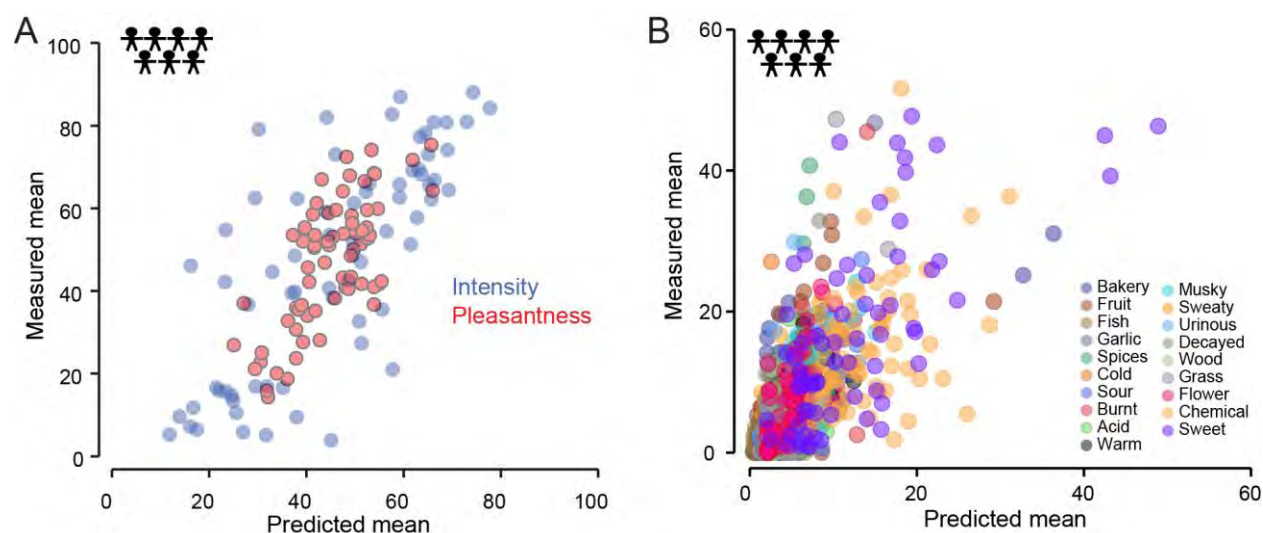 A
Measured mean
100
80
60
40
20
0
Intensity
Pleasantness
0 20 40 60 80 100
Predicted mean
B
Measured mean
60
40
20
0
Bakery
Fruit
Fish
Garlic
Spices
Cold
Sour
Burnt
Acid
Warm
Musky
Sweaty
Urinous
Decayed
Wood
Grass
Flower
Chemical
Sweet
0 20 40 60
Predicted mean